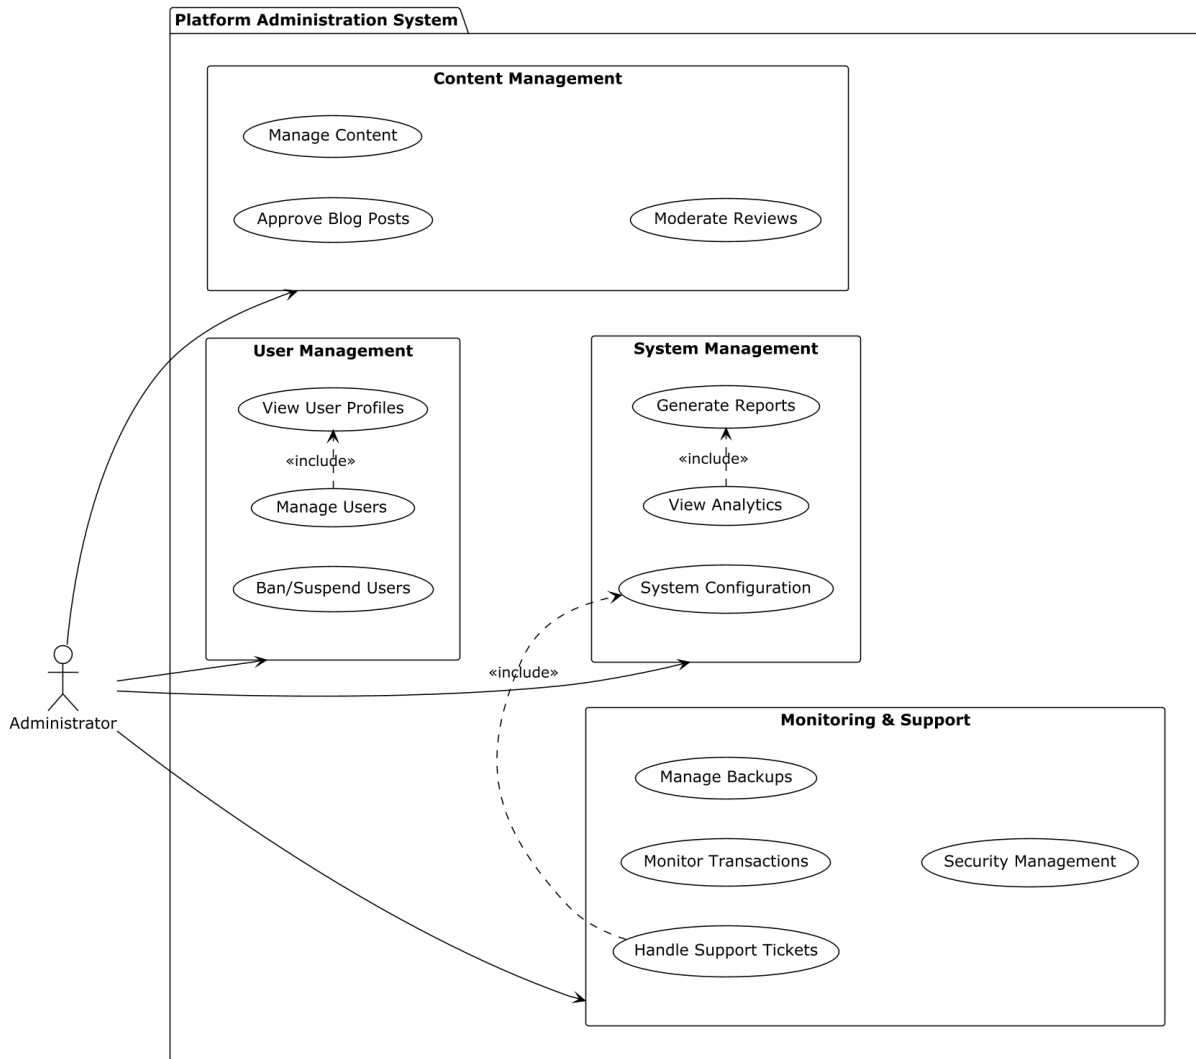 Platform Administration System
Content Management
Manage Content
Approve Blog Posts
Moderate Reviews
User Management
View User Profiles
«include»
Manage Users
Ban/Suspend Users
System Management
Generate Reports
«include»
View Analytics
System Configuration
«include»
Administrator
Monitoring & Support
Manage Backups
Monitor Transactions
Security Management
Handle Support Tickets